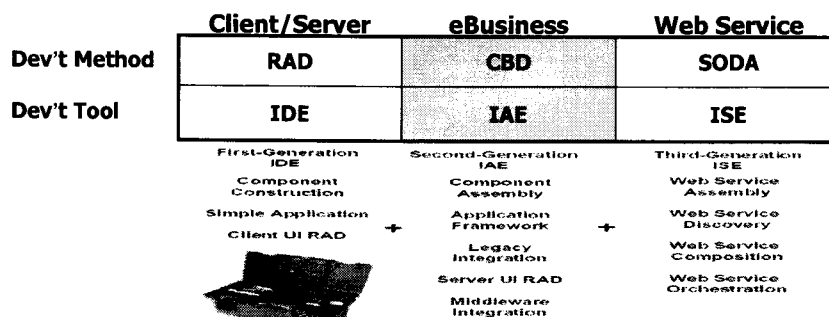 Client/Server eBusiness Web Service
Dev't Method RAD CBD SODA
Dev't Tool IDE IAE ISE
First-Generation Second-Generation Third-Generation
IDE IAE ISE
Component Component Web Service
Construction Assembly Assembly
Simple Application + Application + Web Service
Framework Discovery
Client UI RAD
Legacy Web Service
Integration Composition
Server UI RAD Web Service
Orchestration
Middleware
Integration